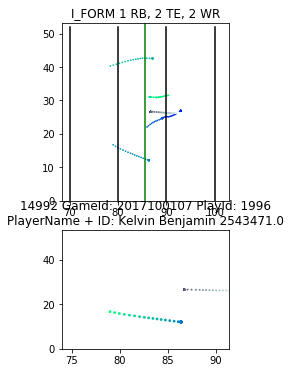 I_FORM 1 RB, 2 TE, 2 WR
50
40
30
20
10
0
70 80 90 100
14992 GameId: 2017100107 PlayId: 1996
PlayerName + ID: Kelvin Benjamin 2543471.0
40
20
0
75 80 85 90